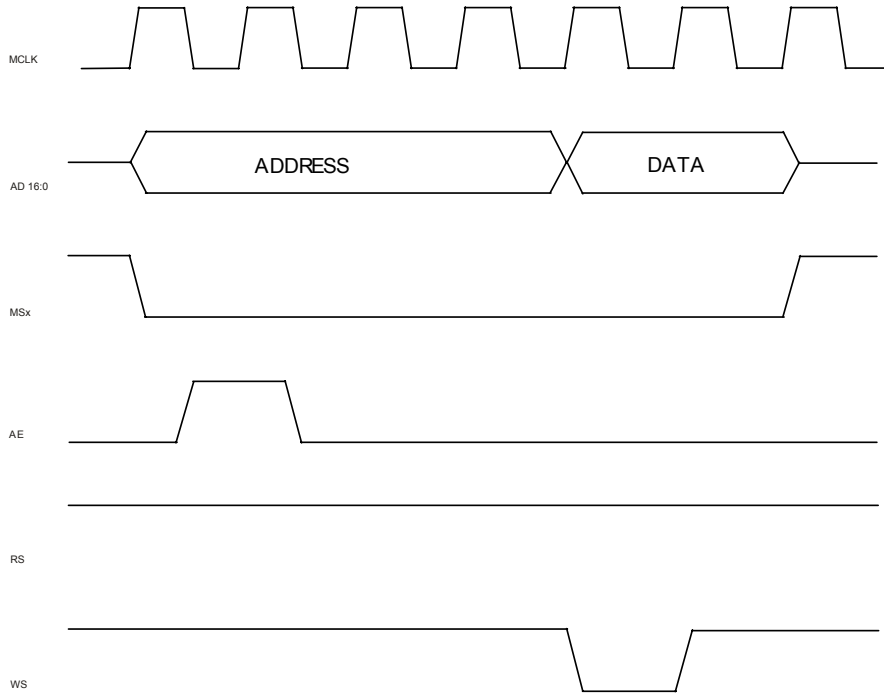 MCLK
ADDRESS
DATA
AD 16:0
MSx
AE
RS
WS